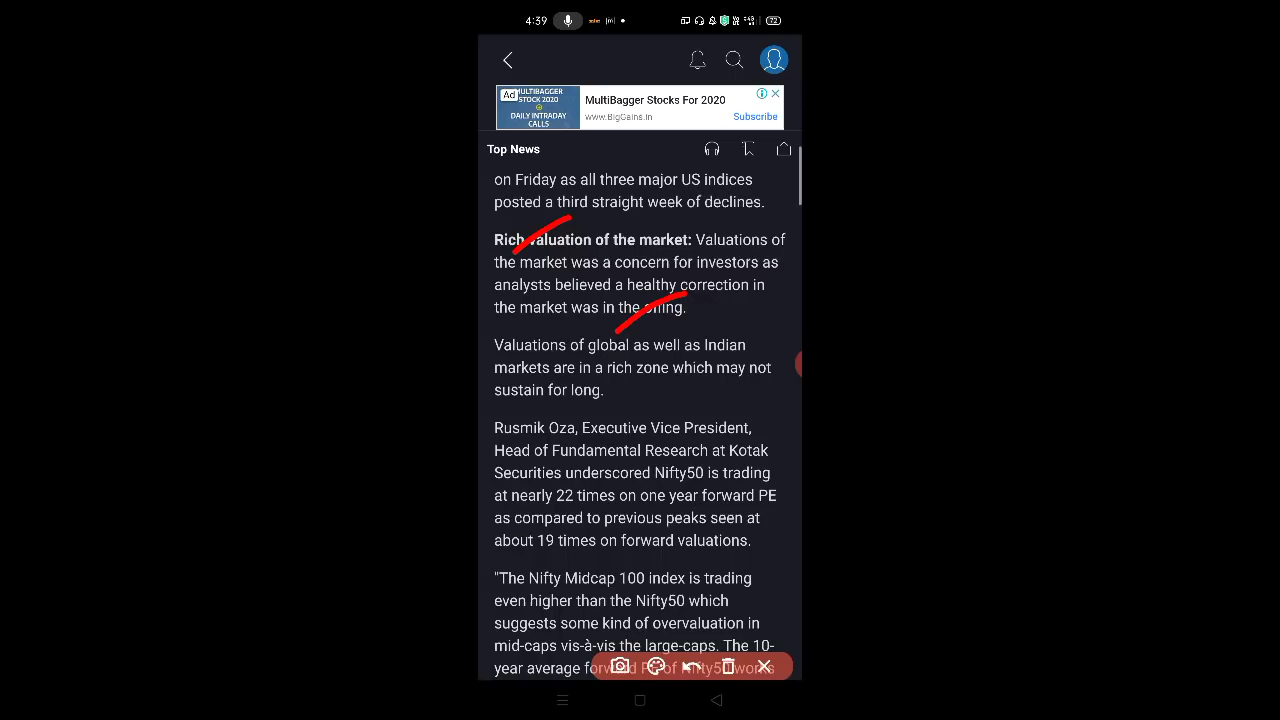 4:39
72
Ad
MULTIBAGGER
STOCK 2020
DAILY INTRADAY
CALLS
MultiBagger Stocks For 2020
www.BigGains.in
Subscribe
Top News
on Friday as all three major US indices
posted a third straight week of declines.
Rich valuation of the market: Valuations of
the market was a concern for investors as
analysts believed a healthy correction in
the market was in the offing.
Valuations of global as well as Indian
markets are in a rich zone which may not
sustain for long.
Rusmik Oza, Executive Vice President,
Head of Fundamental Research at Kotak
Securities underscored Nifty50 is trading
at nearly 22 times on one year forward PE
as compared to previous peaks seen at
about 19 times on forward valuations.
"The Nifty Midcap 100 index is trading
even higher than the Nifty50 which
suggests some kind of overvaluation in
mid-caps vis-à-vis the large-caps. The 10-
year average forward PE of Nifty50 works